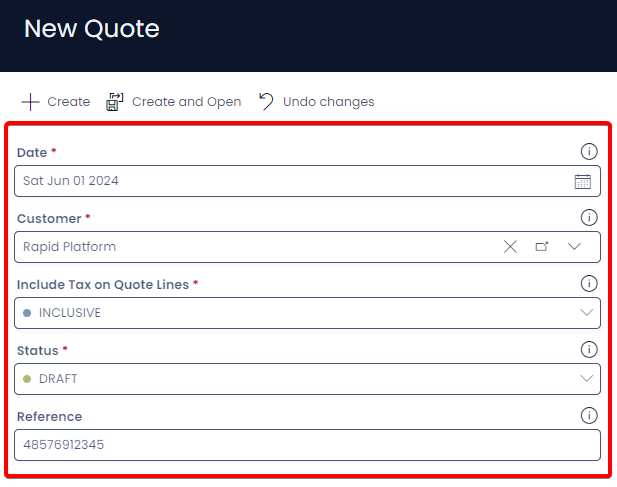 New Quote
Create Create and Open Undo changes
Date *
Sat Jun 01 2024
Customer *
Rapid Platform
Include Tax on Quote Lines *
INCLUSIVE
Status *
DRAFT
Reference
48576912345